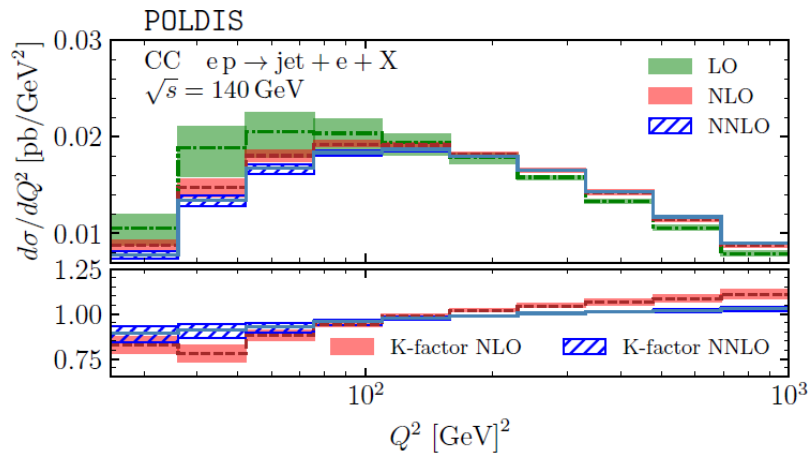 POLDIS
CC e p → jet + e + X
√s = 140 GeV
LO
NLO
NNLO
dσ/dQ² [pb/GeV²]
0.03
0.02
0.01
1.25
1.00
0.75
K-factor NLO
K-factor NNLO
10²
10³
Q² [GeV]²